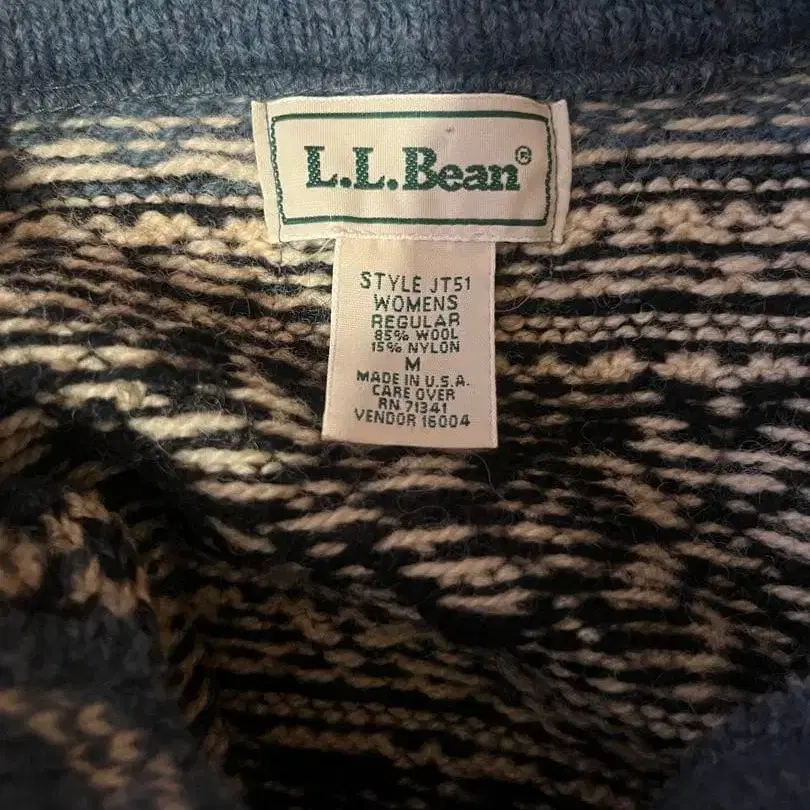 L.L.Bean®
STYLE JT51
WOMENS
REGULAR
85% WOOL
15% NYLON
M
MADE IN U.S.A.
CARE OVER
RN 71341
VENDOR 16004